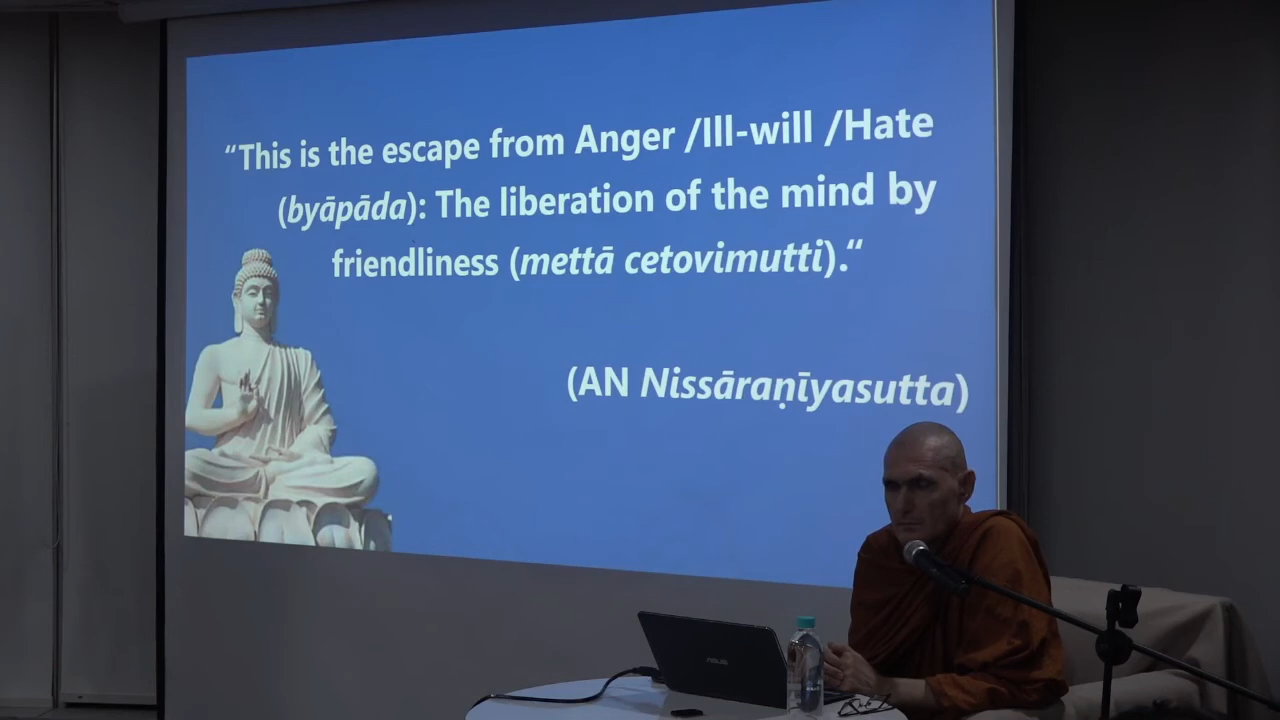 “This is the escape from Anger /Ill-will /Hate
(byāpāda): The liberation of the mind by
friendliness (mettā cetovimutti).“
(AN Nissāraṇīyasutta)
ASUS